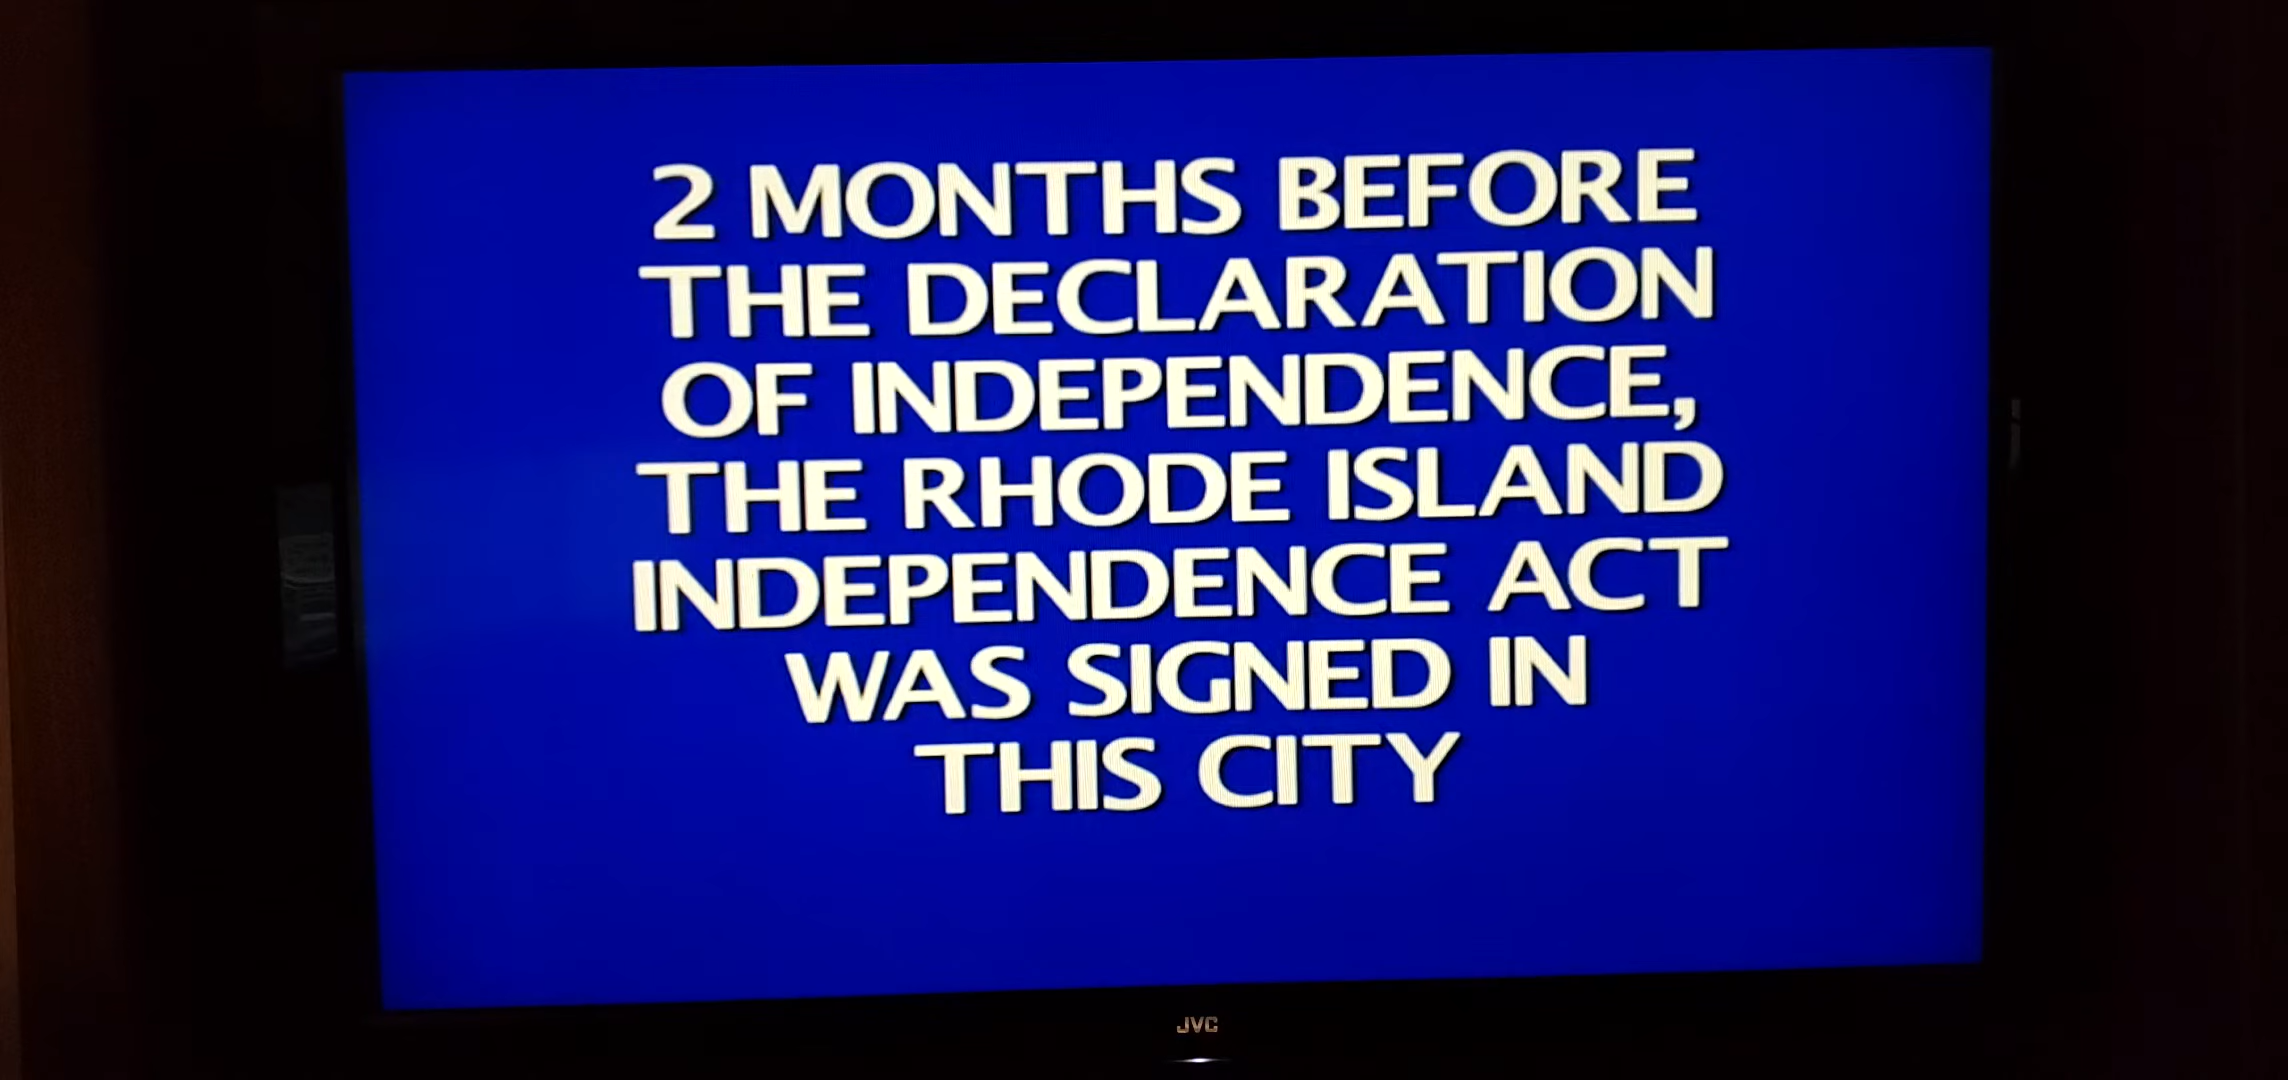 2 MONTHS BEFORE
THE DECLARATION
OF INDEPENDENCE,
THE RHODE ISLAND
INDEPENDENCE ACT
WAS SIGNED IN
THIS CITY
JVC